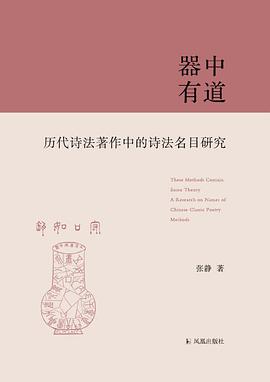 器中
有道
历代诗法著作中的诗法名目研究
These Methods Contain
Some Theory
A Research on Names of
Chinese Classic Poetry
Methods
张静 著
凤凰出版社